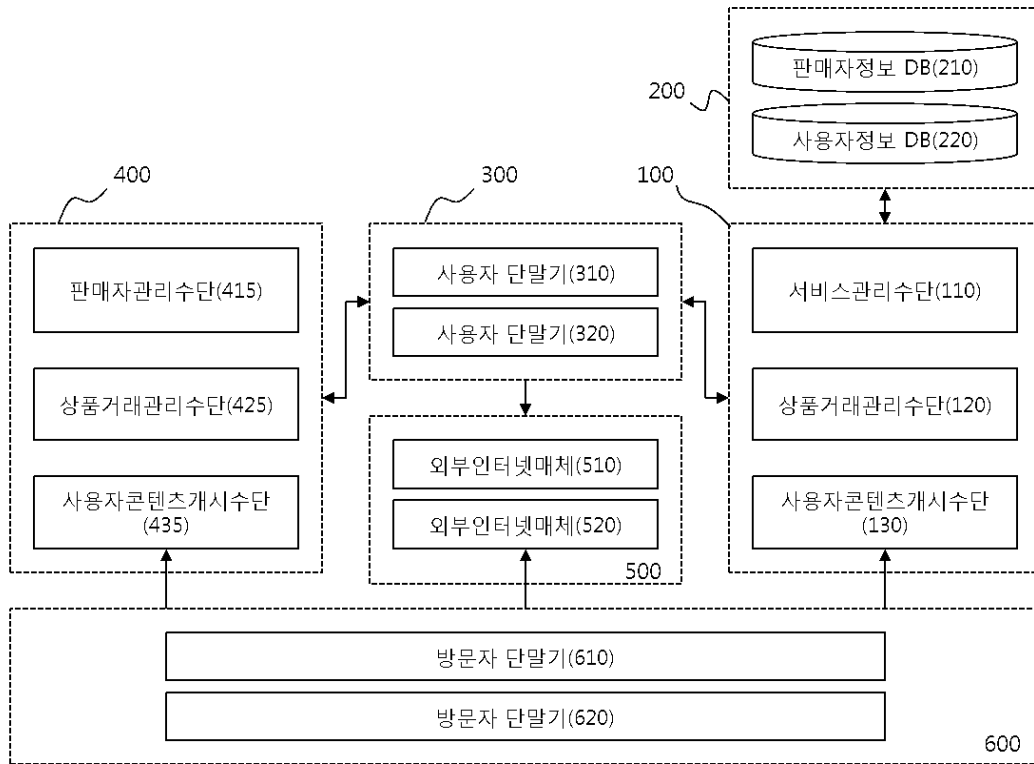 판매자정보 DB(210)
200
사용자정보 DB(220)
400
300
100
판매자관리수단(415)
사용자 단말기(310)
서비스관리수단(110)
사용자 단말기(320)
상품거래관리수단(425)
상품거래관리수단(120)
외부인터넷매체(510)
사용자콘텐츠개시수단
(435)
외부인터넷매체(520)
사용자콘텐츠개시수단
(130)
500
방문자 단말기(610)
방문자 단말기(620)
600